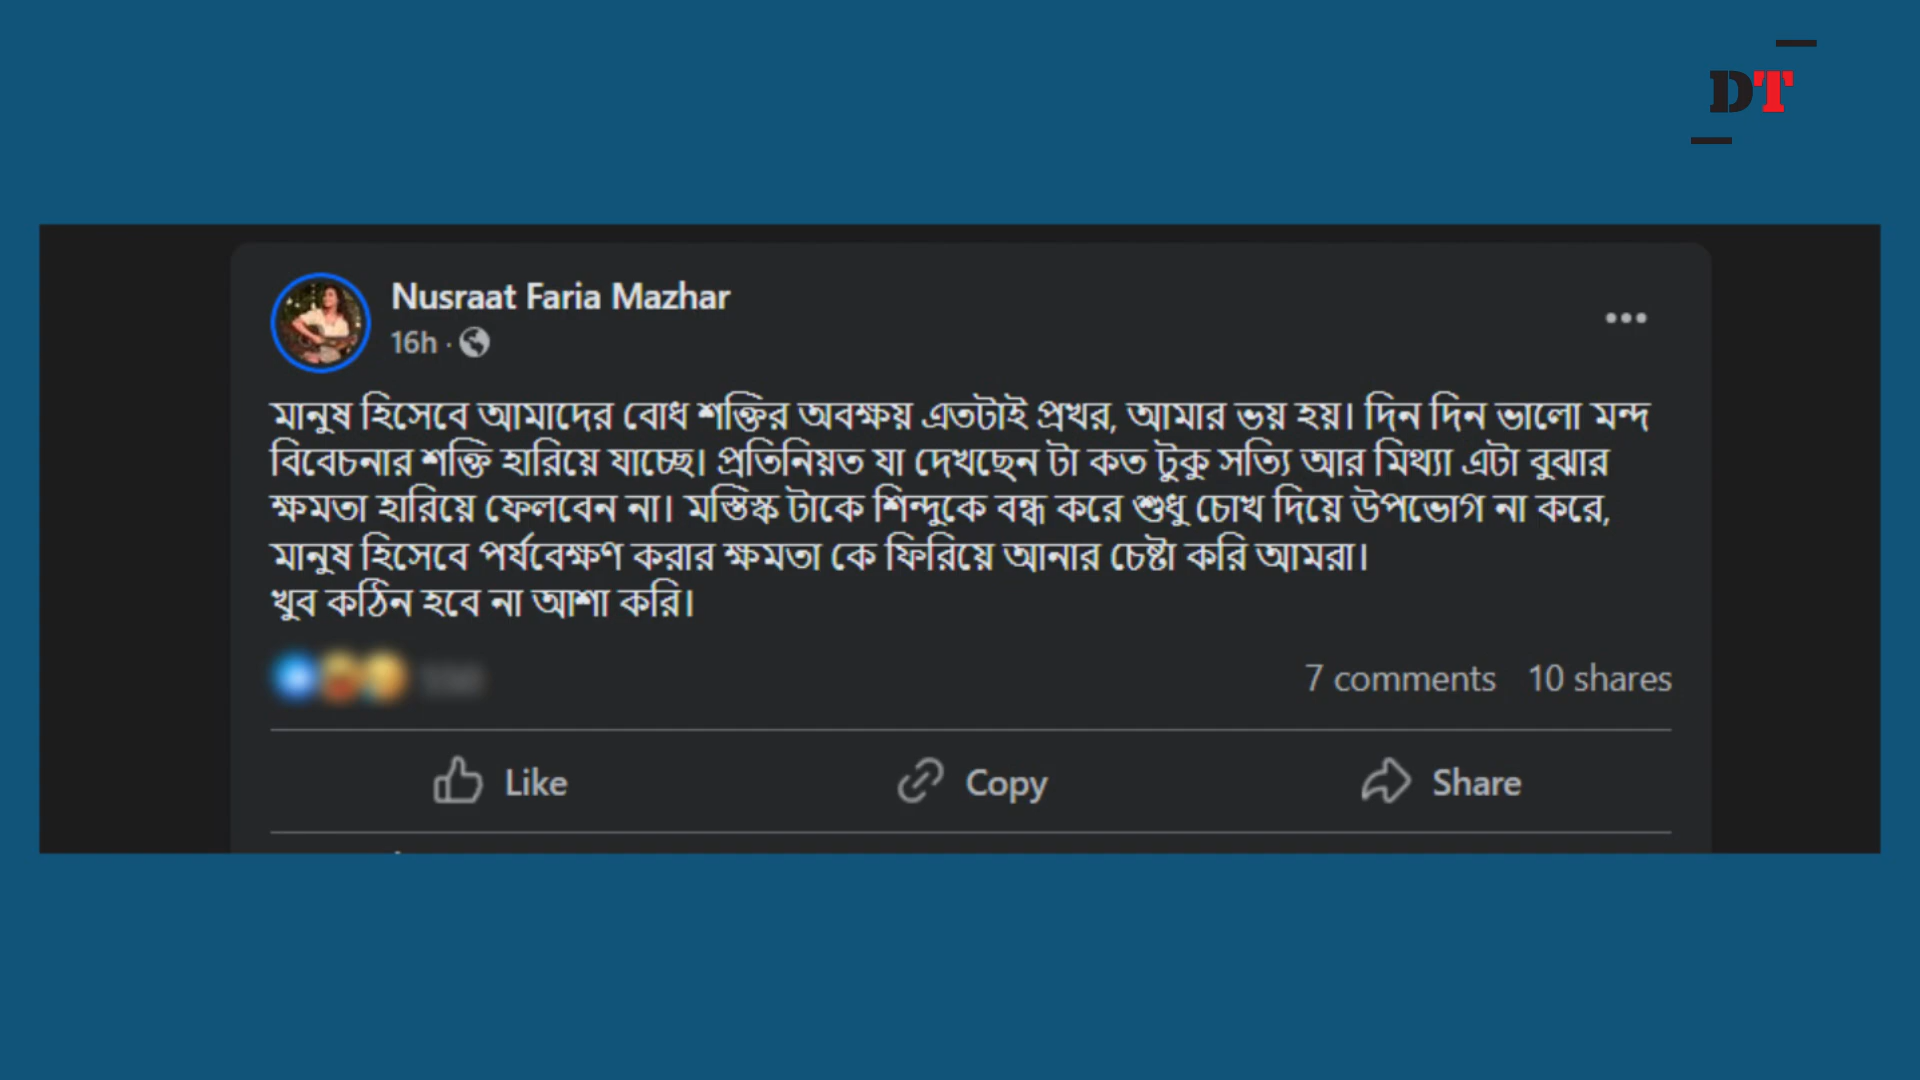 DT
Nusraat Faria Mazhar
16h ·
মানুষ হিসেবে আমাদের বোধ শক্তির অবক্ষয় এতটাই প্রখর, আমার ভয় হয়। দিন দিন ভালো মন্দ
বিবেচনার শক্তি হারিয়ে যাচ্ছে। প্রতিনিয়ত যা দেখছেন টা কত টুকু সত্যি আর মিথ্যা এটা বুঝার
ক্ষমতা হারিয়ে ফেলবেন না। মস্তিস্ক টাকে শিন্দুকে বন্ধ করে শুধু চোখ দিয়ে উপভোগ না করে,
মানুষ হিসেবে পর্যবেক্ষণ করার ক্ষমতা কে ফিরিয়ে আনার চেষ্টা করি আমরা।
খুব কঠিন হবে না আশা করি।
7 comments 10 shares
Like Copy Share